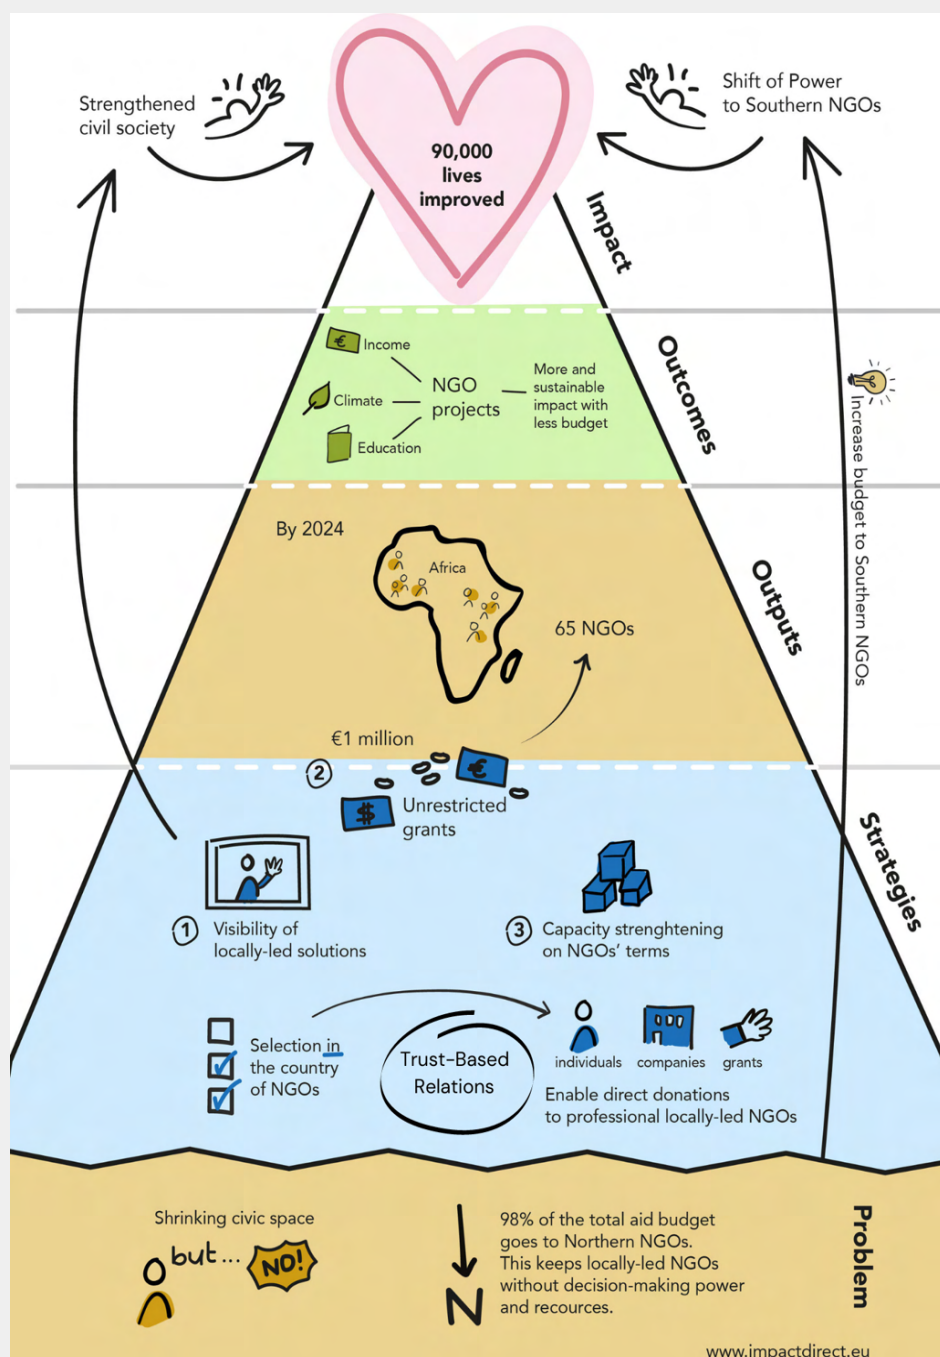 Strengthened
civil society
Shift of Power
to Southern NGOs
90,000
lives
improved
Impact
€
Income
Climate
Education
NGO
projects
More and
sustainable
impact with
less budget
Outcomes
Increase budget to Southern NGOs
By 2024
Africa
65 NGOs
Outputs
€1 million
2
€
$
Unrestricted
grants
Strategies
1
Visibility of
locally-led solutions
3
Capacity strenghtening
on NGOs' terms
Selection in
the country
of NGOs
Trust-Based
Relations
individuals
companies
grants
Enable direct donations
to professional locally-led NGOs
Shrinking civic space
but...
NO!
N
98% of the total aid budget
goes to Northern NGOs.
This keeps locally-led NGOs
without decision-making power
and recources.
Problem
www.impactdirect.eu